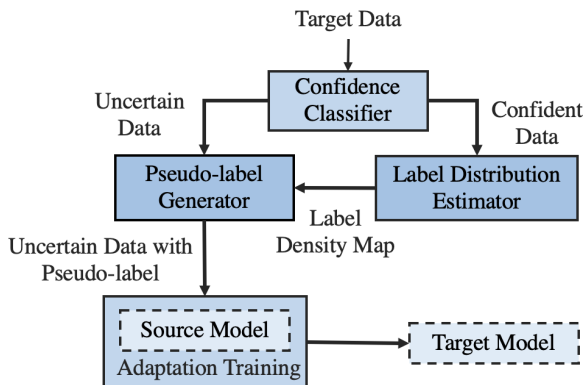 Target Data
Confidence
Classifier
Uncertain
Data
Confident
Data
Pseudo-label
Generator
Label Distribution
Estimator
Label
Density Map
Uncertain Data with
Pseudo-label
Source Model
Adaptation Training
Target Model